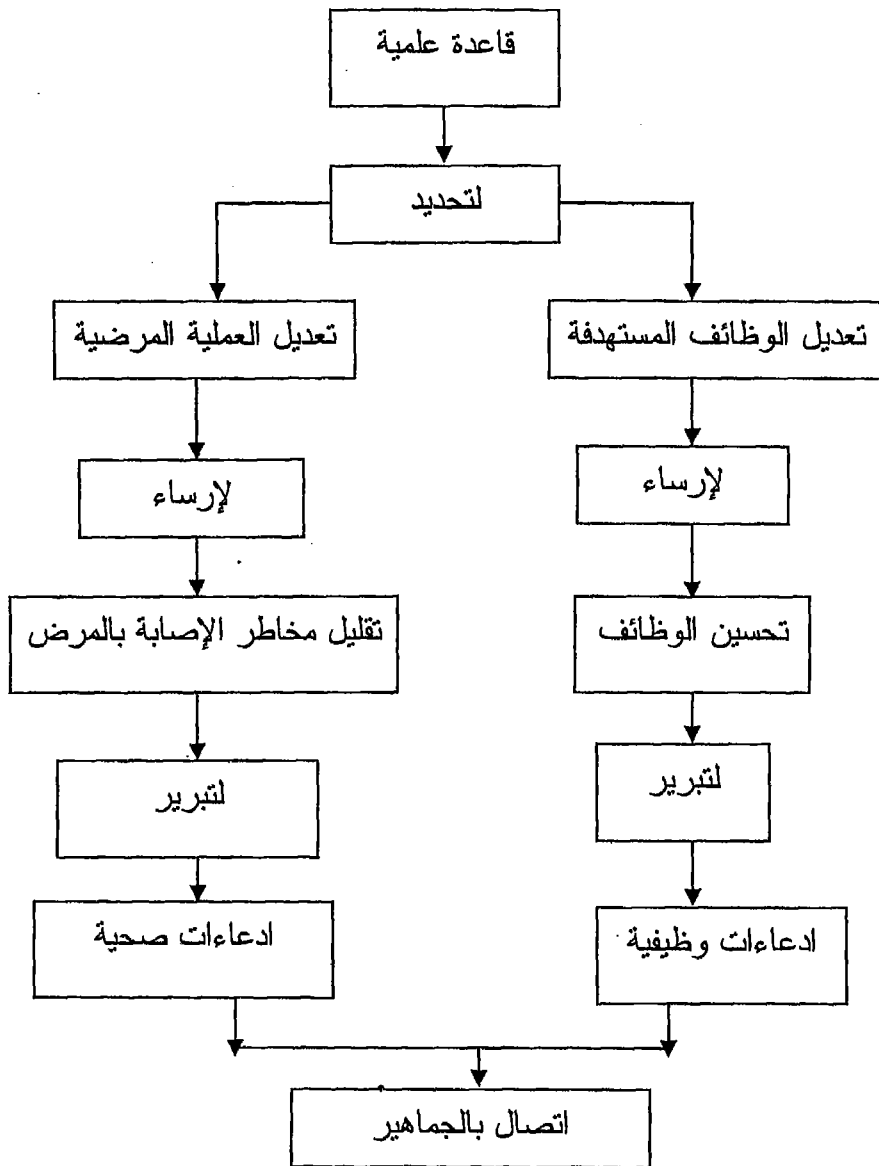 قاعدة علمية
لتحديد
تعديل الوظائف المستهدفة
تعديل العملية المرضية
لإرساء
لإرساء
تحسين الوظائف
تقليل مخاطر الإصابة بالمرض
لتبرير
لتبرير
ادعاءات وظيفية
ادعاءات صحية
اتصال بالجماهير